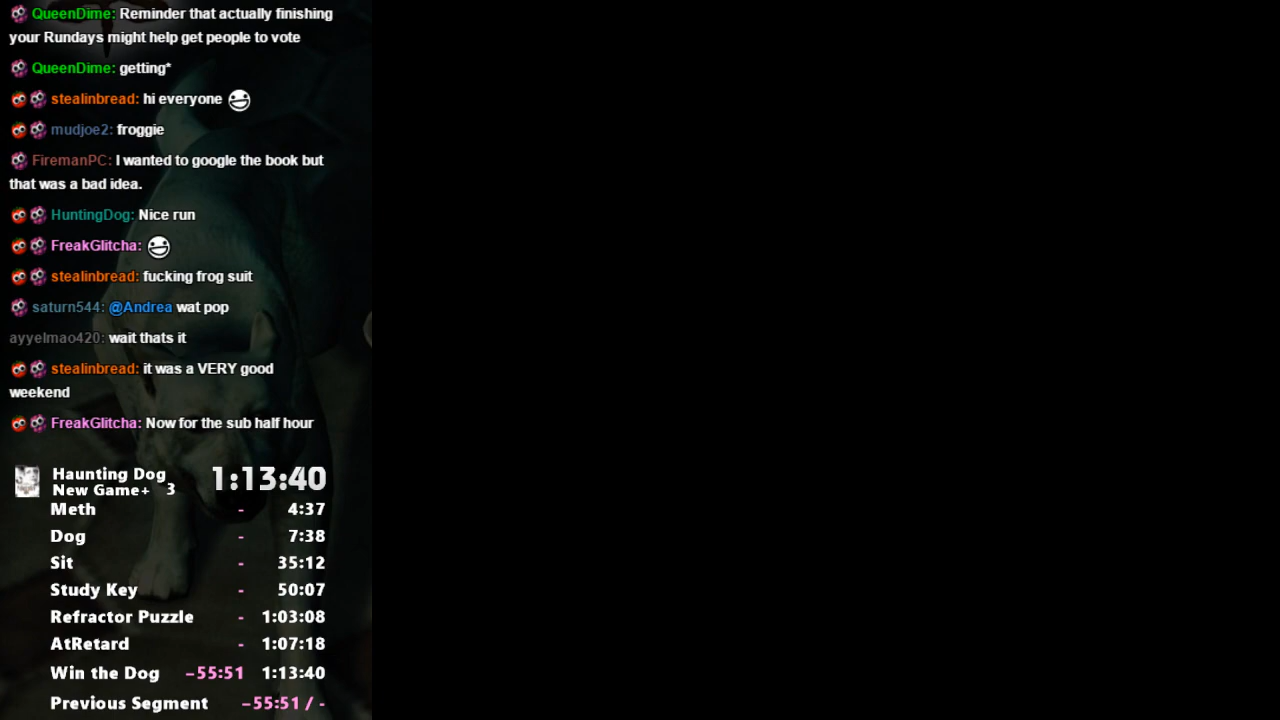 QueenDime: Reminder that actually finishing
your Rundays might help get people to vote
QueenDime: getting*
stealinbread: hi everyone
mudjoe2: froggie
FiremanPC: I wanted to google the book but
that was a bad idea.
HuntingDog: Nice run
FreakGlitcha:
stealinbread: fucking frog suit
saturn544: @Andrea wat pop
ayyelmao420: wait thats it
stealinbread: it was a VERY good
weekend
FreakGlitcha: Now for the sub half hour
Haunting Dog 1:13:40
New Game+ 3
Meth - 4:37
Dog - 7:38
Sit - 35:12
Study Key - 50:07
Refractor Puzzle - 1:03:08
AtRetard - 1:07:18
Win the Dog −55:51 1:13:40
Previous Segment −55:51 / -